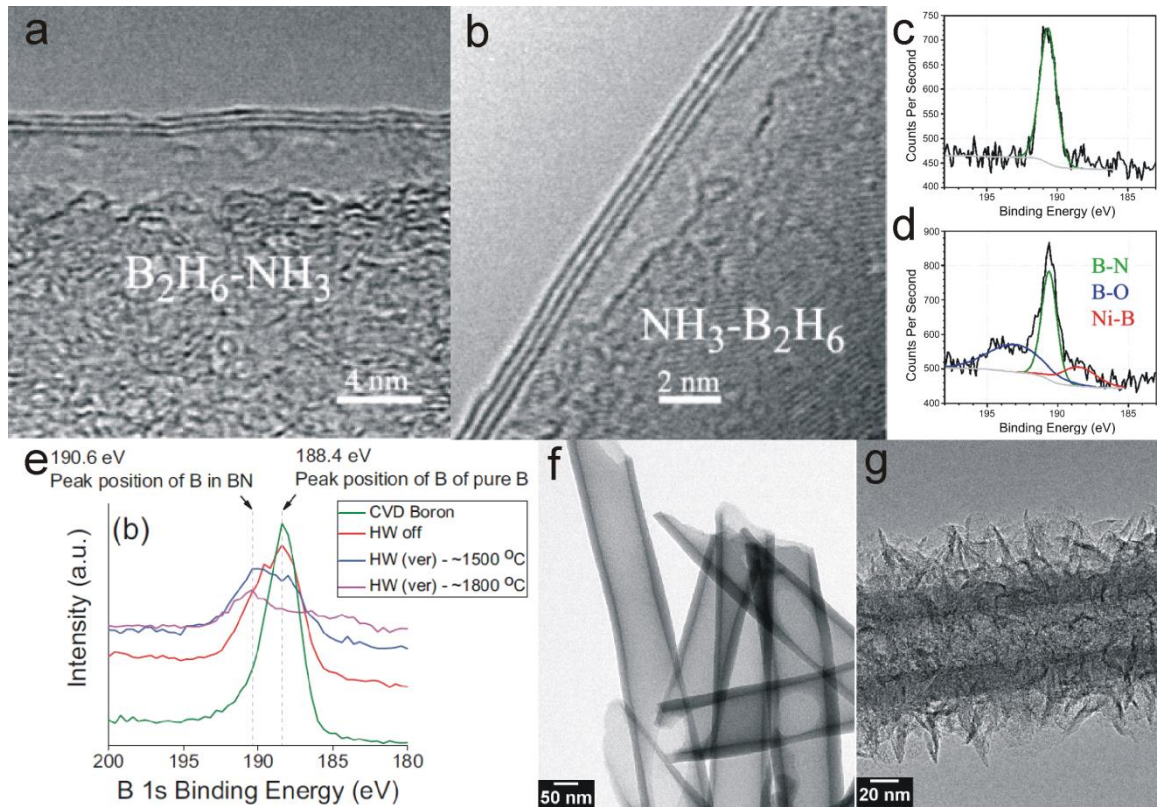 a
B₂H₆-NH₃
4 nm
b
NH₃-B₂H₆
2 nm
c
750
700
650
600
550
500
450
400
Counts Per Second
195
190
185
Binding Energy (eV)
d
900
800
700
600
500
400
Counts Per Second
B-N
B-O
Ni-B
195
190
185
Binding Energy (eV)
e
190.6 eV
Peak position of B in BN
188.4 eV
Peak position of B of pure B
(b)
CVD Boron
HW off
HW (ver) - ~1500 °C
HW (ver) - ~1800 °C
Intensity (a.u.)
200
195
190
185
180
B 1s Binding Energy (eV)
f
50 nm
g
20 nm